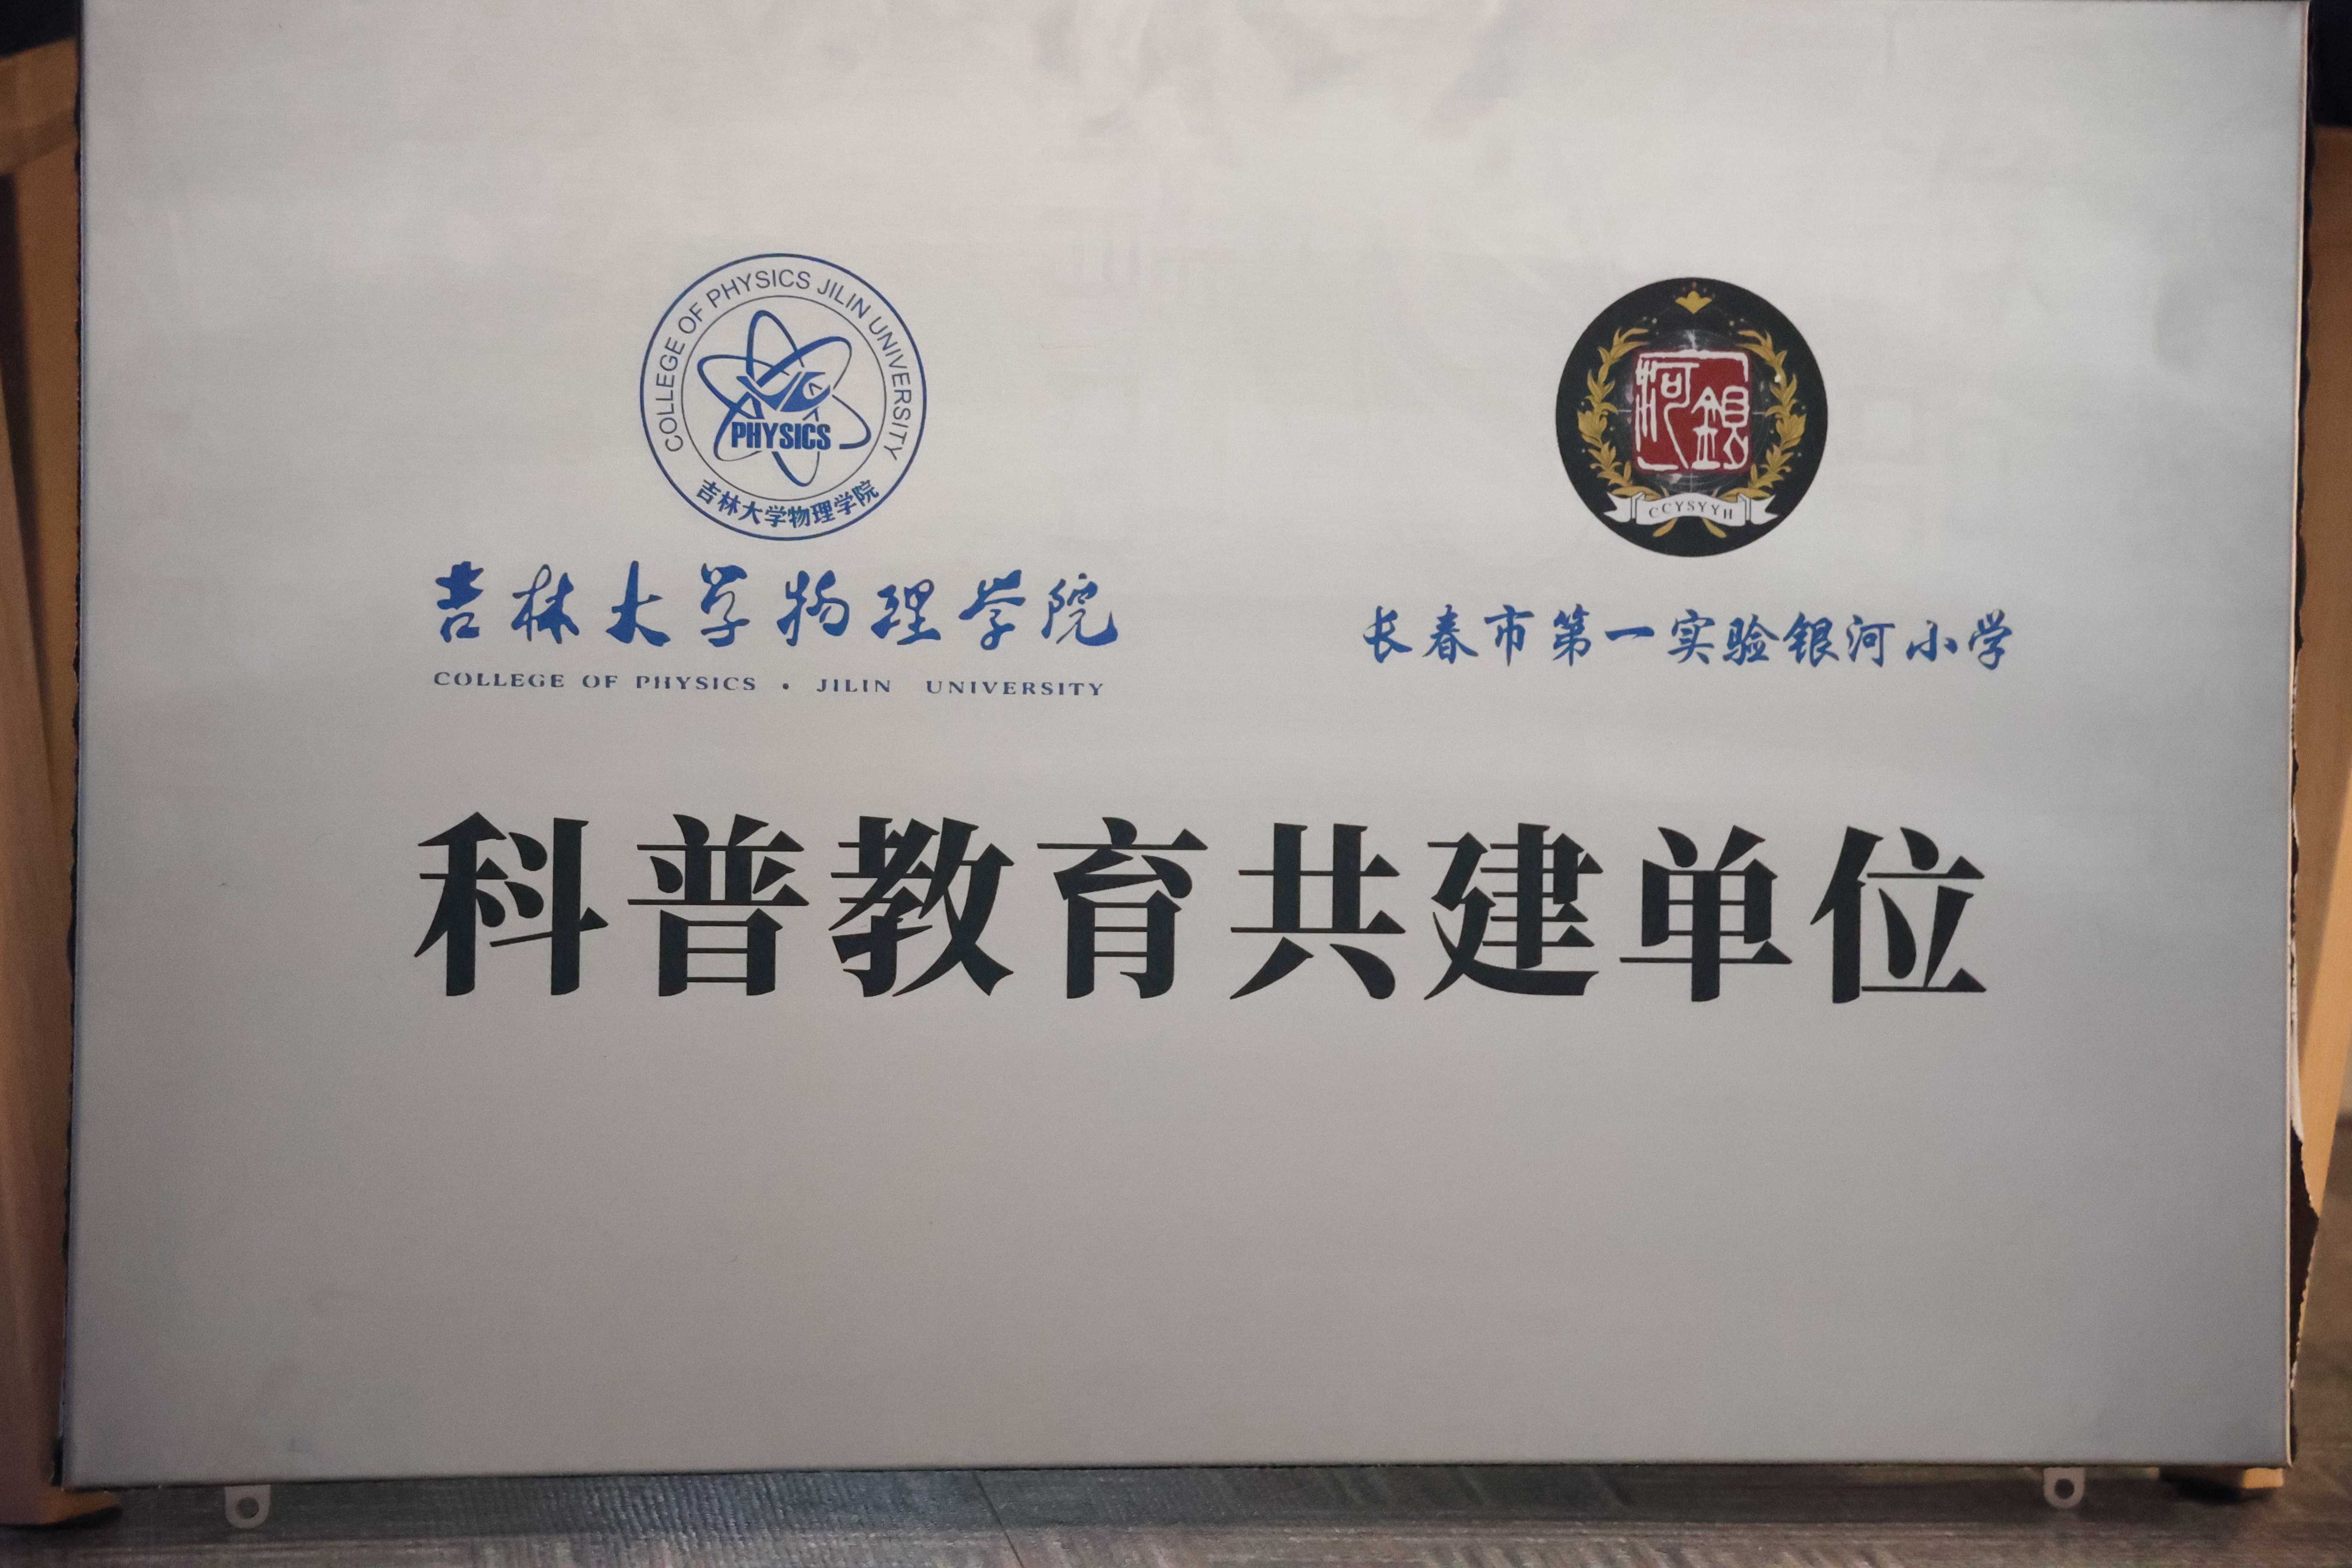 COLLEGE OF PHYSICS JILIN UNIVERSITY
PHYSICS
吉林大学物理学院
吉林大学物理学院
COLLEGE OF PHYSICS · JILIN UNIVERSITY
银河
CCYSYYH
长春市第一实验银河小学
科普教育共建单位